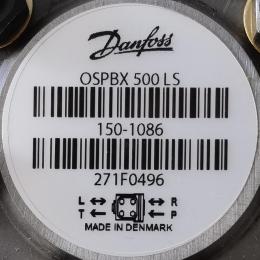 Danfoss
OSPBX 500 LS
150-1086
271F0496
L R
T P
MADE IN DENMARK